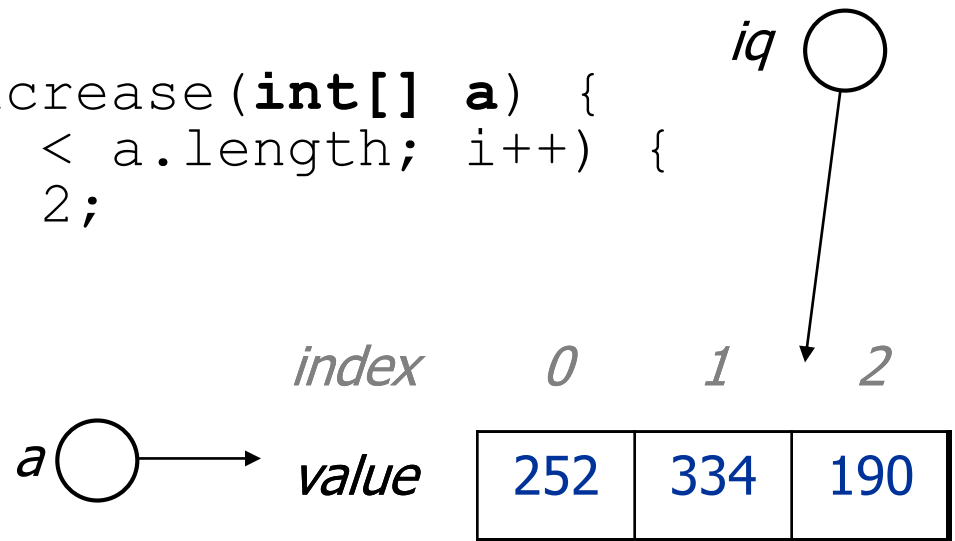 iq
crease(int[] a) {
< a.length; i++) {
2;
index 0 1 2
a value 252 334 190